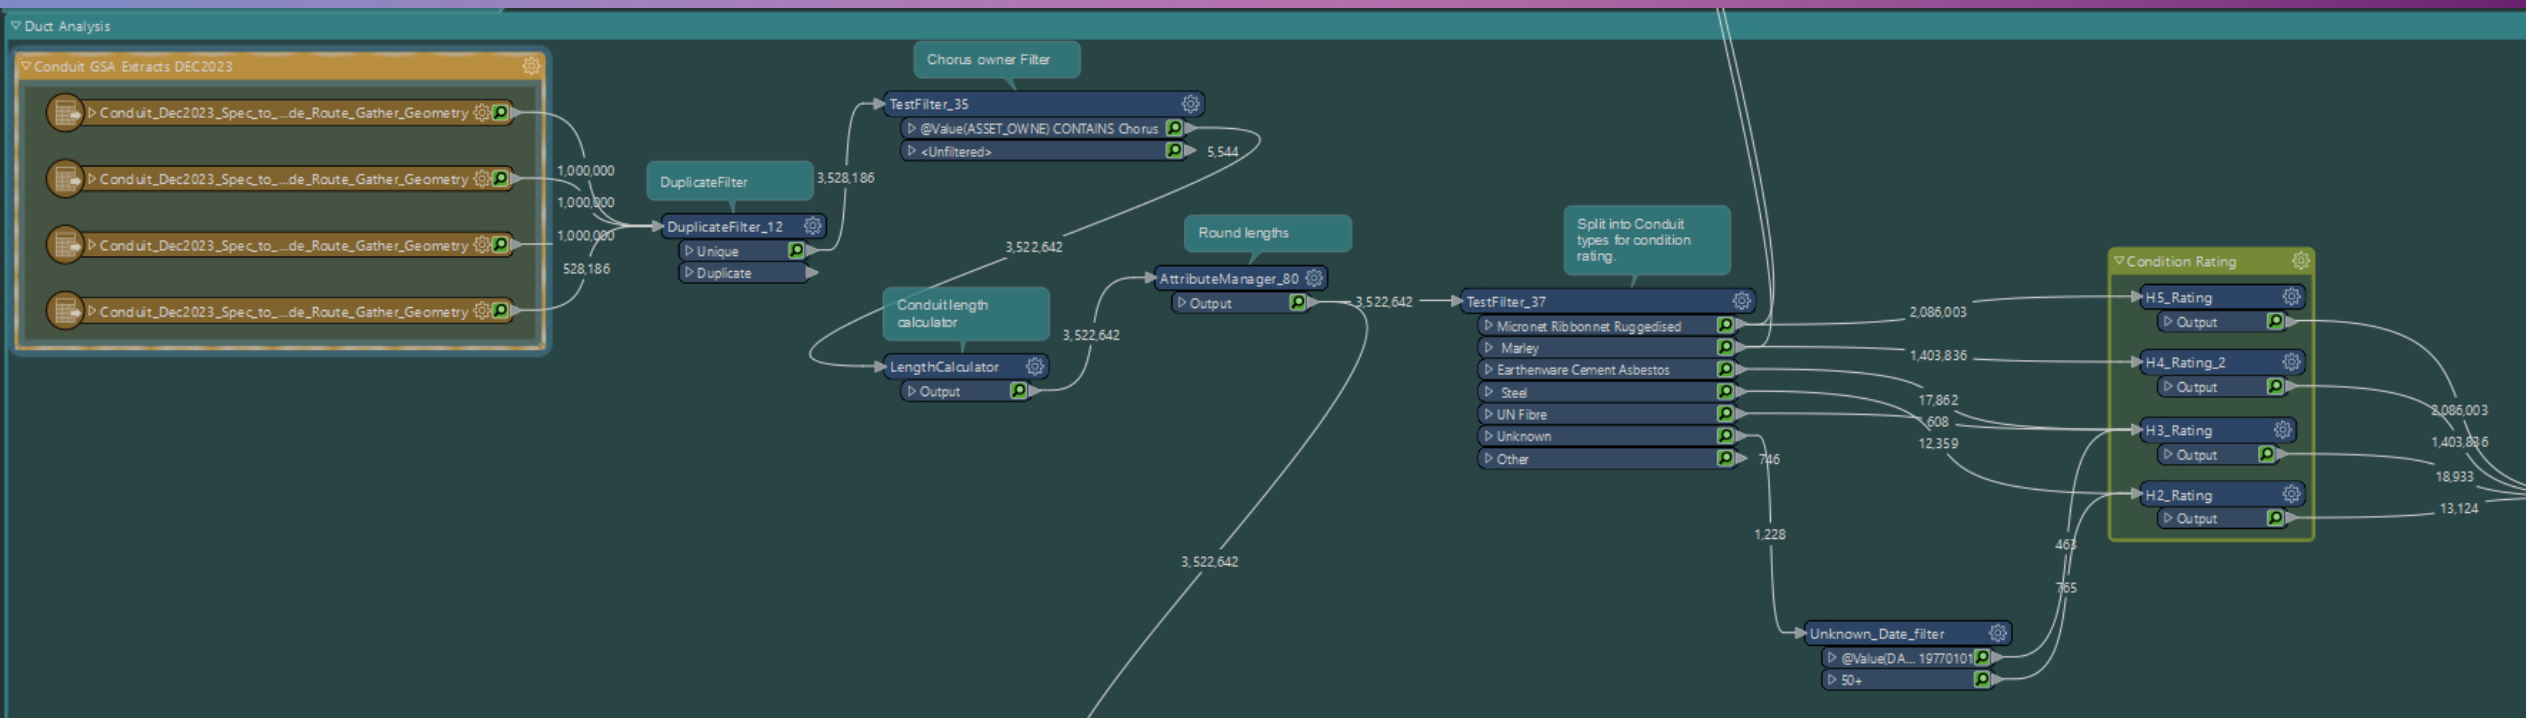 Duct Analysis
Conduit GSA Extracts DEC2023
Conduit_Dec2023_Spec_to_...de_Route_Gather_Geometry
Conduit_Dec2023_Spec_to_...de_Route_Gather_Geometry
Conduit_Dec2023_Spec_to_...de_Route_Gather_Geometry
Conduit_Dec2023_Spec_to_...de_Route_Gather_Geometry
1,000,000
1,000,000
1,000,000
528,186
DuplicateFilter
DuplicateFilter_12
Unique
Duplicate
3,528,186
Chorus owner Filter
TestFilter_35
@Value(ASSET_OWNE) CONTAINS Chorus
<Unfiltered>
5,544
3,522,642
Conduit length
calculator
LengthCalculator
Output
3,522,642
Round lengths
AttributeManager_80
Output
3,522,642
3,522,642
Split into Conduit
types for condition
rating.
TestFilter_37
Micronet Ribbonnet Ruggedised
Marley
Earthenware Cement Asbestos
Steel
UN Fibre
Unknown
Other
746
1,228
2,086,003
1,403,836
17,862
608
12,359
Unknown_Date_filter
@Value(DA... 19770101
50+
463
765
Condition Rating
H5_Rating
Output
H4_Rating_2
Output
H3_Rating
Output
H2_Rating
Output
2,086,003
1,403,836
18,933
13,124